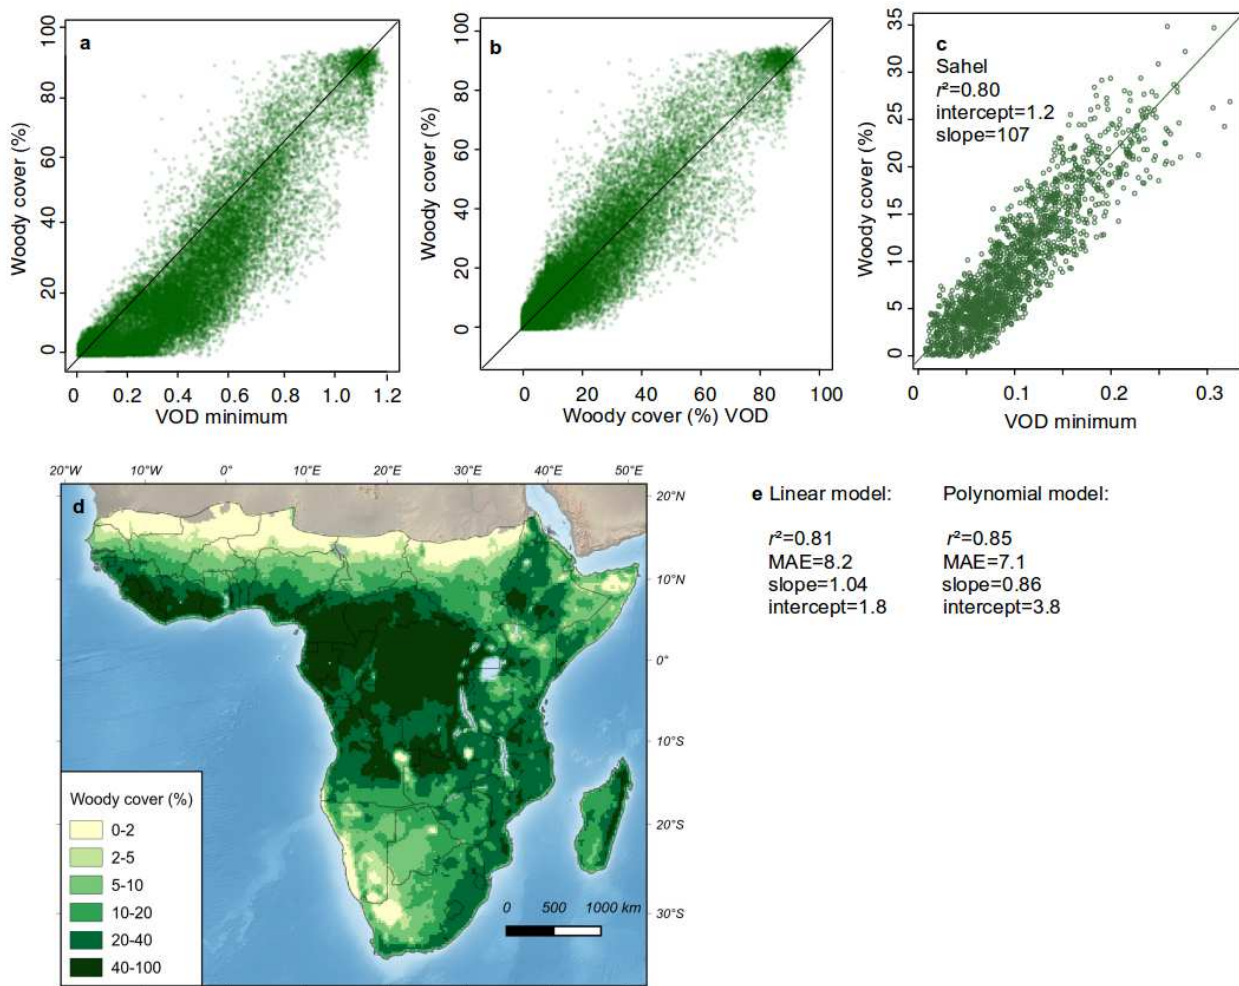 a
100
80
60
40
20
0
Woody cover (%)
0 0.2 0.4 0.6 0.8 1.0 1.2
VOD minimum
b
100
80
60
40
20
0
Woody cover (%)
0 20 40 60 80 100
Woody cover (%) VOD
c
Sahel
r²=0.80
intercept=1.2
slope=107
35
30
25
20
15
10
5
0
Woody cover (%)
0 0.1 0.2 0.3
VOD minimum
20°W 10°W 0° 10°E 20°E 30°E 40°E 50°E
d
20°N
10°N
0°
10°S
20°S
30°S
Woody cover (%)
0-2
2-5
5-10
10-20
20-40
40-100
0 500 1000 km
e Linear model:
r²=0.81
MAE=8.2
slope=1.04
intercept=1.8
Polynomial model:
r²=0.85
MAE=7.1
slope=0.86
intercept=3.8